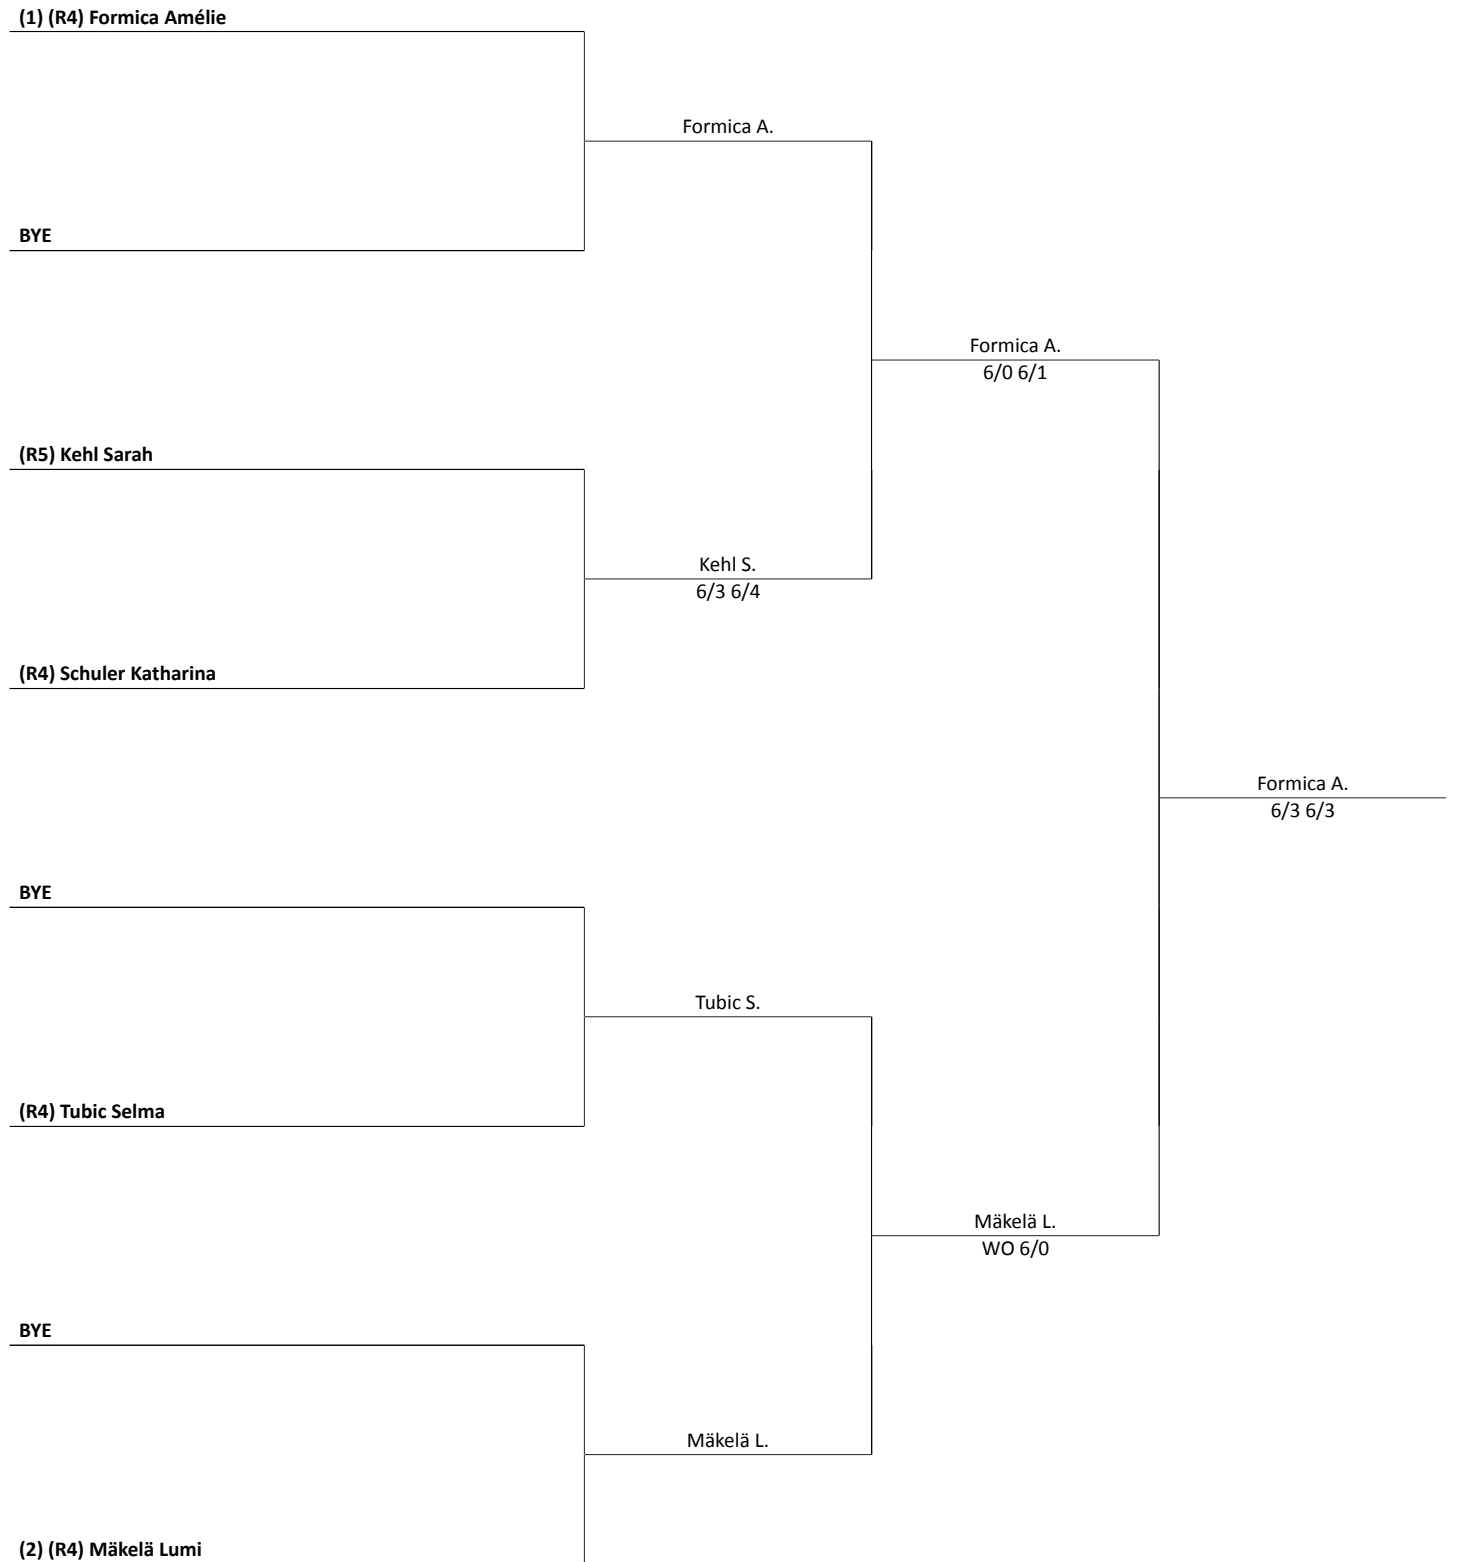 (1) (R4) Formica Amélie
Formica A.
BYE
Formica A.
6/0 6/1
(R5) Kehl Sarah
Kehl S.
6/3 6/4
(R4) Schuler Katharina
Formica A.
6/3 6/3
BYE
Tubic S.
(R4) Tubic Selma
Mäkelä L.
WO 6/0
BYE
Mäkelä L.
(2) (R4) Mäkelä Lumi